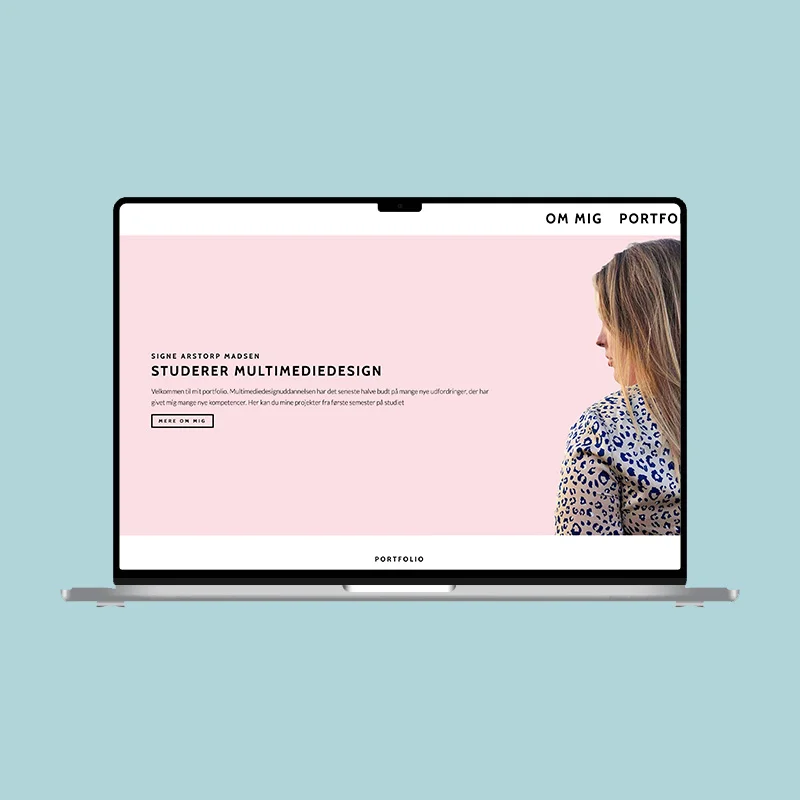 OM MIG PORTFO
SIGNE ARSTORP MADSEN
STUDERER MULTIMEDIEDESIGN
Velkommen til mit portfolio. Multimediedesignuddannelsen har det seneste halve budt på mange nye udfordringer, der har
givet mig mange nye kompetencer. Her kan du mine projekter fra første semester på stud et
MERE OM MIG
PORTFOLIO